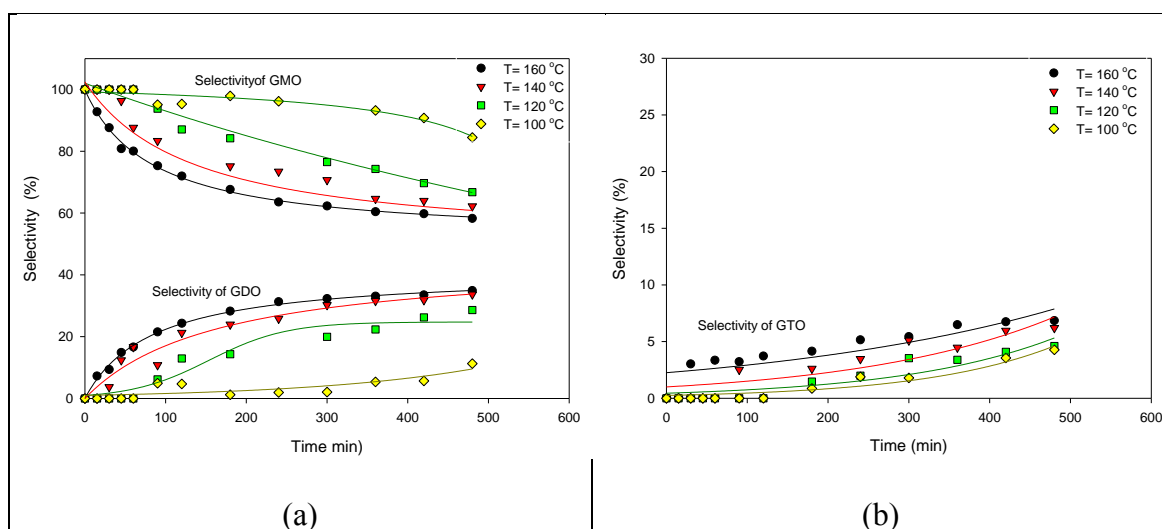 Selectivityof GMO
T= 160 °C
T= 140 °C
T= 120 °C
T= 100 °C
100
80
60
40
20
0
Selectivity (%)
Selectivity of GDO
0 100 200 300 400 500 600
Time min)
(a)
30
25
20
15
10
5
0
Selectivity (%)
T= 160 °C
T= 140 °C
T= 120 °C
T= 100 °C
Selectivity of GTO
0 100 200 300 400 500 600
Time (min)
(b)